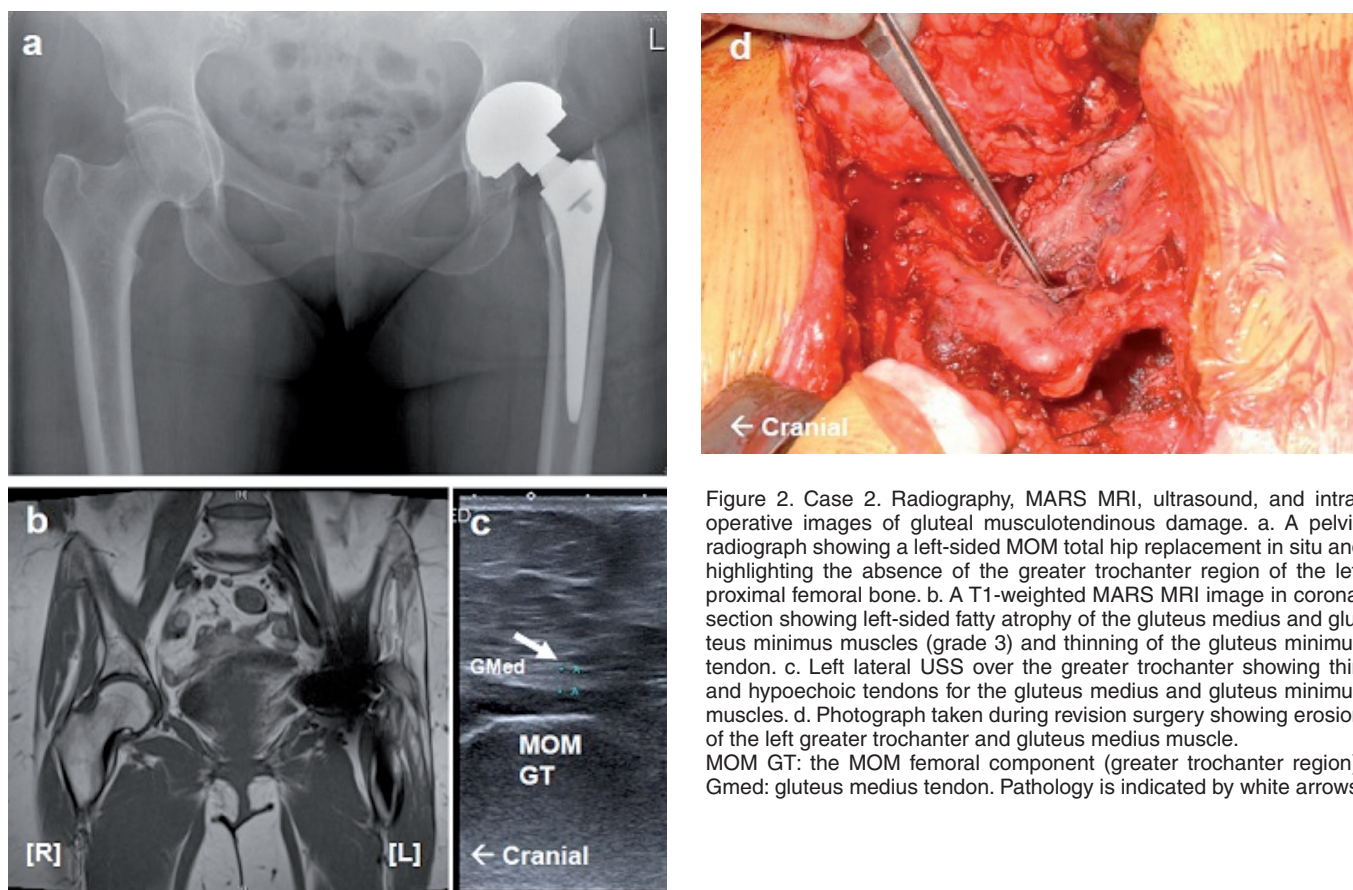 a
L
b
[R]
[L]
ED
c
GMed
MOM
GT
← Cranial
d
← Cranial
Figure 2. Case 2. Radiography, MARS MRI, ultrasound, and intra
operative images of gluteal musculotendinous damage. a. A pelvi
radiograph showing a left-sided MOM total hip replacement in situ an
highlighting the absence of the greater trochanter region of the lef
proximal femoral bone. b. A T1-weighted MARS MRI image in corona
section showing left-sided fatty atrophy of the gluteus medius and glu
teus minimus muscles (grade 3) and thinning of the gluteus minimu
tendon. c. Left lateral USS over the greater trochanter showing thi
and hypoechoic tendons for the gluteus medius and gluteus minimu
muscles. d. Photograph taken during revision surgery showing erosio
of the left greater trochanter and gluteus medius muscle.
MOM GT: the MOM femoral component (greater trochanter region)
Gmed: gluteus medius tendon. Pathology is indicated by white arrows